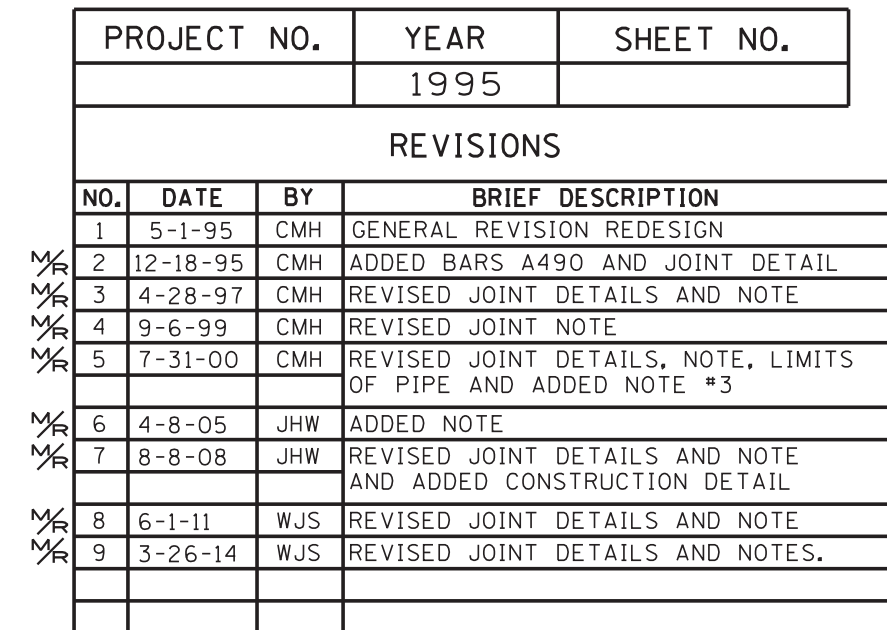 PROJECT NO. YEAR SHEET NO.
1995
REVISIONS
NO. DATE BY BRIEF DESCRIPTION
1 5-1-95 CMH GENERAL REVISION REDESIGN
M/R 2 12-18-95 CMH ADDED BARS A490 AND JOINT DETAIL
M/R 3 4-28-97 CMH REVISED JOINT DETAILS AND NOTE
M/R 4 9-6-99 CMH REVISED JOINT NOTE
M/R 5 7-31-00 CMH REVISED JOINT DETAILS, NOTE, LIMITS
OF PIPE AND ADDED NOTE #3
M/R 6 4-8-05 JHW ADDED NOTE
M/R 7 8-8-08 JHW REVISED JOINT DETAILS AND NOTE
AND ADDED CONSTRUCTION DETAIL
M/R 8 6-1-11 WJS REVISED JOINT DETAILS AND NOTE
M/R 9 3-26-14 WJS REVISED JOINT DETAILS AND NOTES.